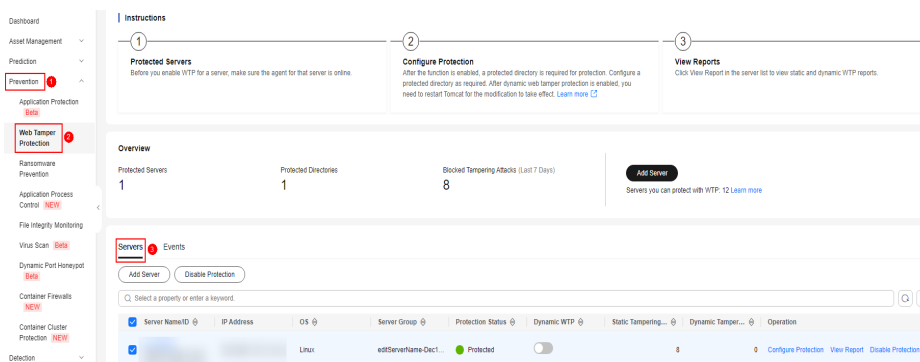 Dashboard
Asset Management
Prediction
Prevention 1
Application Protection
Beta
Web Tamper
Protection
2
Ransomware
Prevention
Application Process
Control NEW
File Integrity Monitoring
Virus Scan Beta
Dynamic Port Honeypot
Beta
Container Firewalls
NEW
Container Cluster
Protection NEW
Detection
Instructions
1
Protected Servers
Before you enable WTP for a server, make sure the agent for that server is online.
2
Configure Protection
After the function is enabled, a protected directory is required for protection. Configure a
protected directory as required. After dynamic web tamper protection is enabled, you
need to restart Tomcat for the modification to take effect. Learn more
3
View Reports
Click View Report in the server list to view static and dynamic WTP reports.
Overview
Protected Servers
1
Protected Directories
1
Blocked Tampering Attacks (Last 7 Days)
8
Add Server
Servers you can protect with WTP: 12 Learn more
Servers 3 Events
Add Server Disable Protection
Select a property or enter a keyword.
Server Name/ID IP Address OS Server Group Protection Status Dynamic WTP Static Tampering... Dynamic Tamper... Operation
Linux editServerName-Dec1... Protected 8 0 Configure Protection View Report Disable Protection